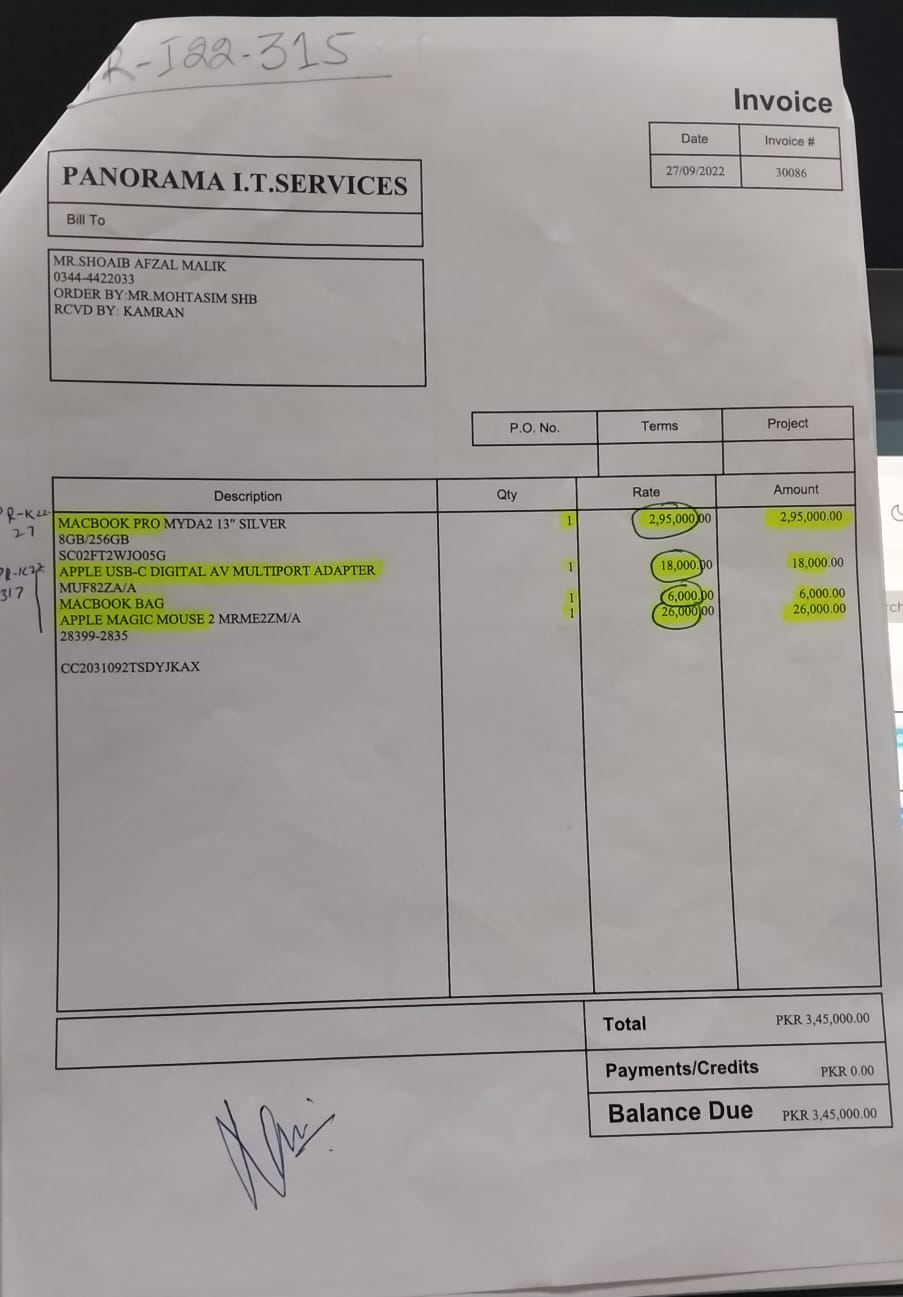 R-I22-315
Invoice
Date Invoice #
27/09/2022 30086
PANORAMA I.T.SERVICES
Bill To
MR.SHOAIB AFZAL MALIK
0344-4422033
ORDER BY:MR.MOHTASIM SHB
RCVD BY: KAMRAN
P.O. No. Terms Project
Description Qty Rate Amount
MACBOOK PRO MYDA2 13" SILVER 1 2,95,000.00 2,95,000.00
8GB/256GB
27
SC02FT2WJO05G
APPLE USB-C DIGITAL AV MULTIPORT ADAPTER 1 18,000.00 18,000.00
MUF82ZA/A
317
MACBOOK BAG 1 6,000.00 6,000.00
APPLE MAGIC MOUSE 2 MRME2ZM/A 1 26,000.00 26,000.00
28399-2835
CC2031092TSDYJKAX
Total PKR 3,45,000.00
Payments/Credits PKR 0.00
Balance Due PKR 3,45,000.00